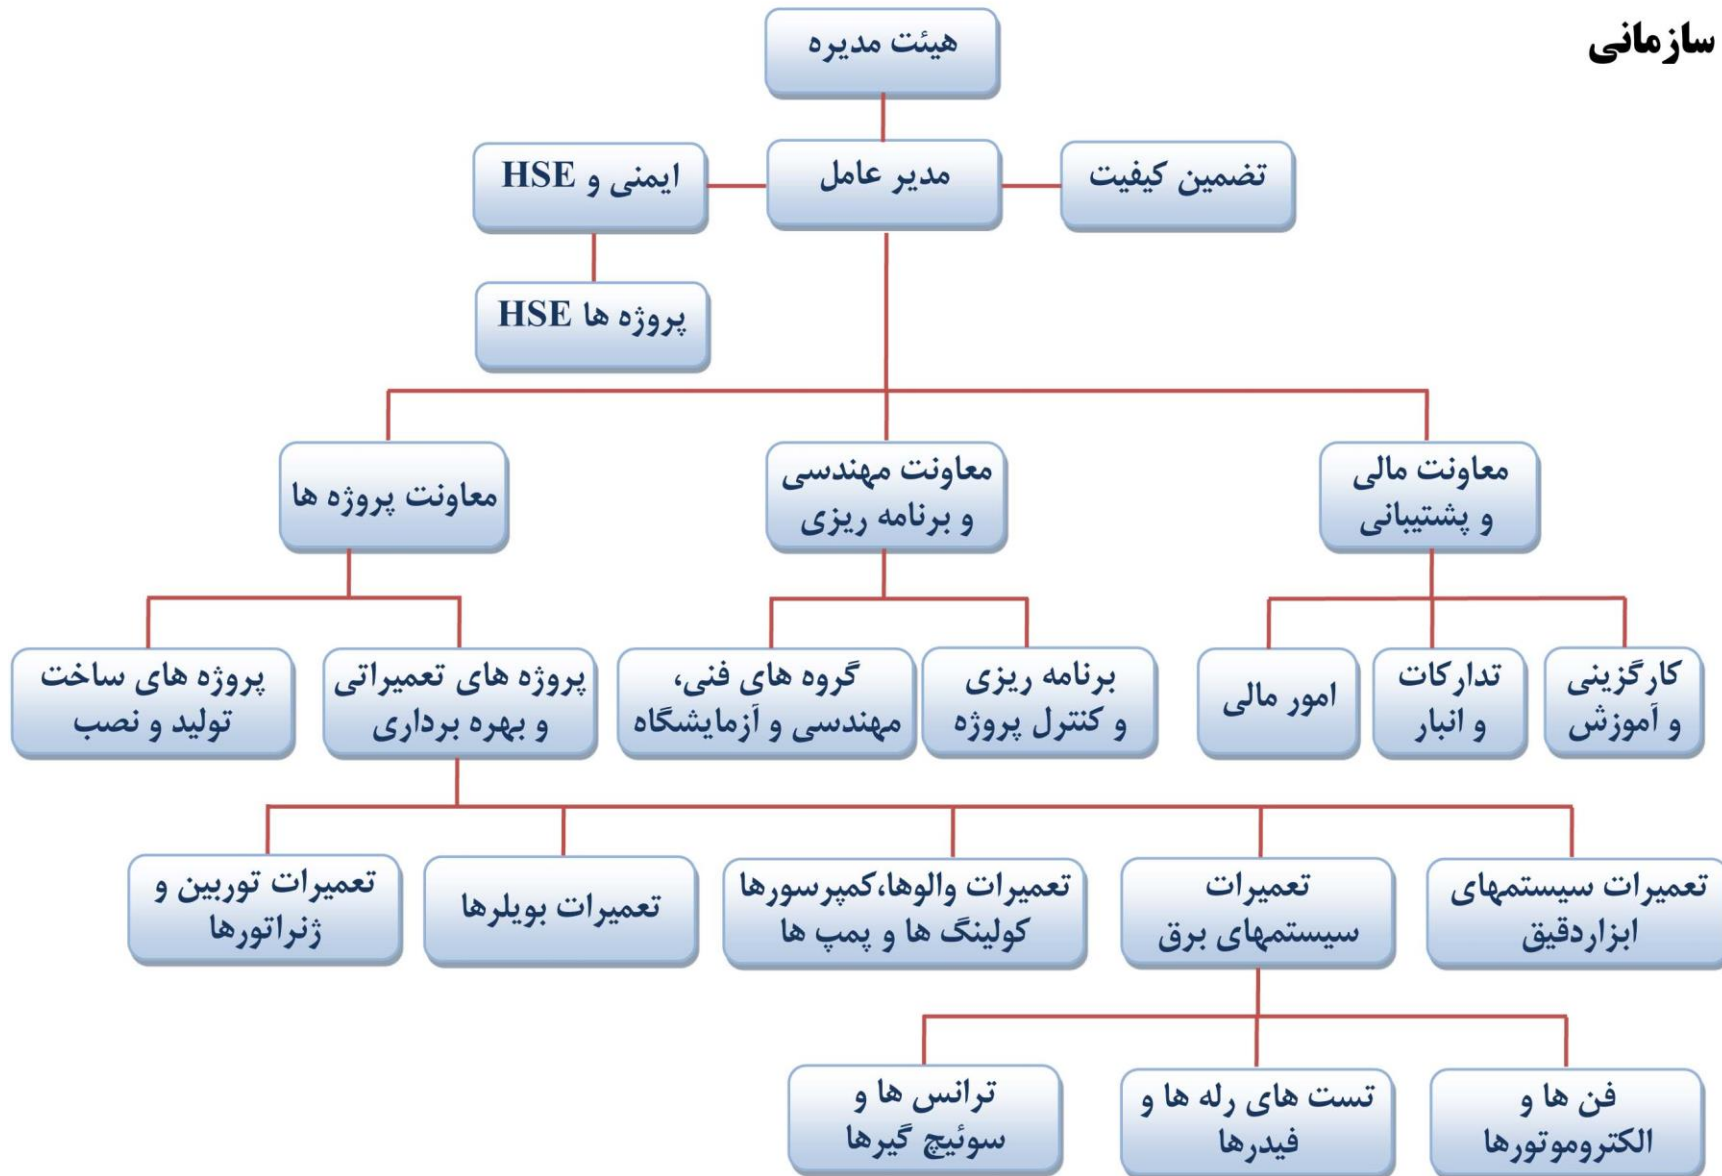 سازمانی
هیئت مدیره
تضمین کیفیت
مدیر عامل
ایمنی و HSE
پروژه ها HSE
معاونت مالی
و پشتیبانی
معاونت مهندسی
و برنامه ریزی
معاونت پروژه ها
کارگزینی
و آموزش
تدارکات
و انبار
امور مالی
برنامه ریزی
و کنترل پروژه
گروه های فنی،
مهندسی و آزمایشگاه
پروژه های تعمیراتی
و بهره برداری
پروژه های ساخت
تولید و نصب
تعمیرات سیستمهای
ابزاردقیق
تعمیرات
سیستمهای برق
تعمیرات والوها،کمپرسورها
کولینگ ها و پمپ ها
تعمیرات بویلرها
تعمیرات توربین و
ژنراتورها
فن ها و
الکتروموتورها
تست های رله ها و
فیدرها
ترانس ها و
سوئیچ گیرها